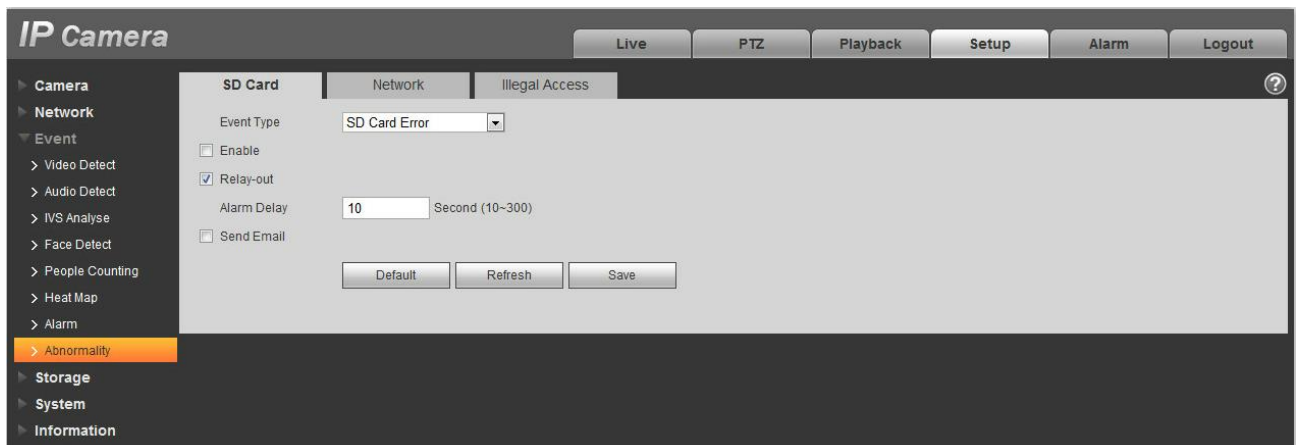 IP Camera
Live PTZ Playback Setup Alarm Logout
Camera
Network
Event
Video Detect
Audio Detect
IVS Analyse
Face Detect
People Counting
Heat Map
Alarm
Abnormality
Storage
System
Information
SD Card Network Illegal Access
?
Event Type SD Card Error
Enable
Relay-out
Alarm Delay 10 Second (10~300)
Send Email
Default Refresh Save